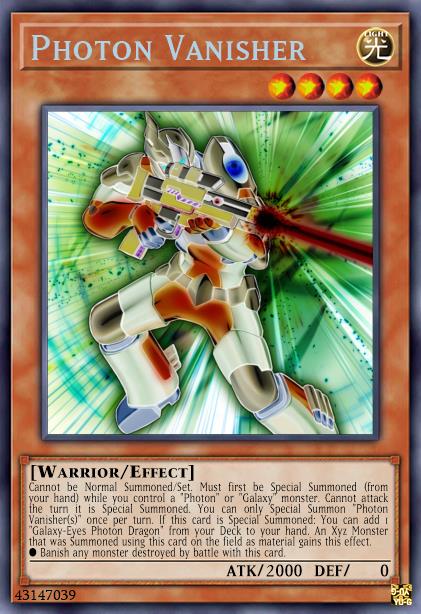 PHOTON VANISHER
LIGHT
光
[WARRIOR/EFFECT]
Cannot be Normal Summoned/Set. Must first be Special Summoned (from
your hand) while you control a "Photon" or "Galaxy" monster. Cannot attack
the turn it is Special Summoned. You can only Special Summon "Photon
Vanisher(s)" once per turn. If this card is Special Summoned: You can add 1
"Galaxy-Eyes Photon Dragon" from your Deck to your hand. An Xyz Monster
that was Summoned using this card on the field as material gains this effect.
● Banish any monster destroyed by battle with this card.
ATK/2000 DEF/ 0
43147039